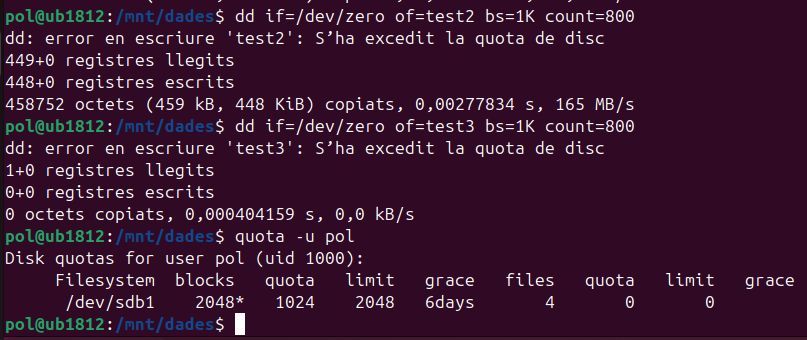 pol@ub1812:/mnt/dades$ dd if=/dev/zero of=test2 bs=1K count=800
dd: error en escriure 'test2': S’ha excedit la quota de disc
449+0 registres llegits
448+0 registres escrits
458752 octets (459 kB, 448 KiB) copiats, 0,00277834 s, 165 MB/s
pol@ub1812:/mnt/dades$ dd if=/dev/zero of=test3 bs=1K count=800
dd: error en escriure 'test3': S’ha excedit la quota de disc
1+0 registres llegits
0+0 registres escrits
0 octets copiats, 0,000404159 s, 0,0 kB/s
pol@ub1812:/mnt/dades$ quota -u pol
Disk quotas for user pol (uid 1000):
     Filesystem  blocks   quota   limit   grace   files   quota   limit   grace
      /dev/sdb1    2048*   1024    2048   6days       4       0       0
pol@ub1812:/mnt/dades$